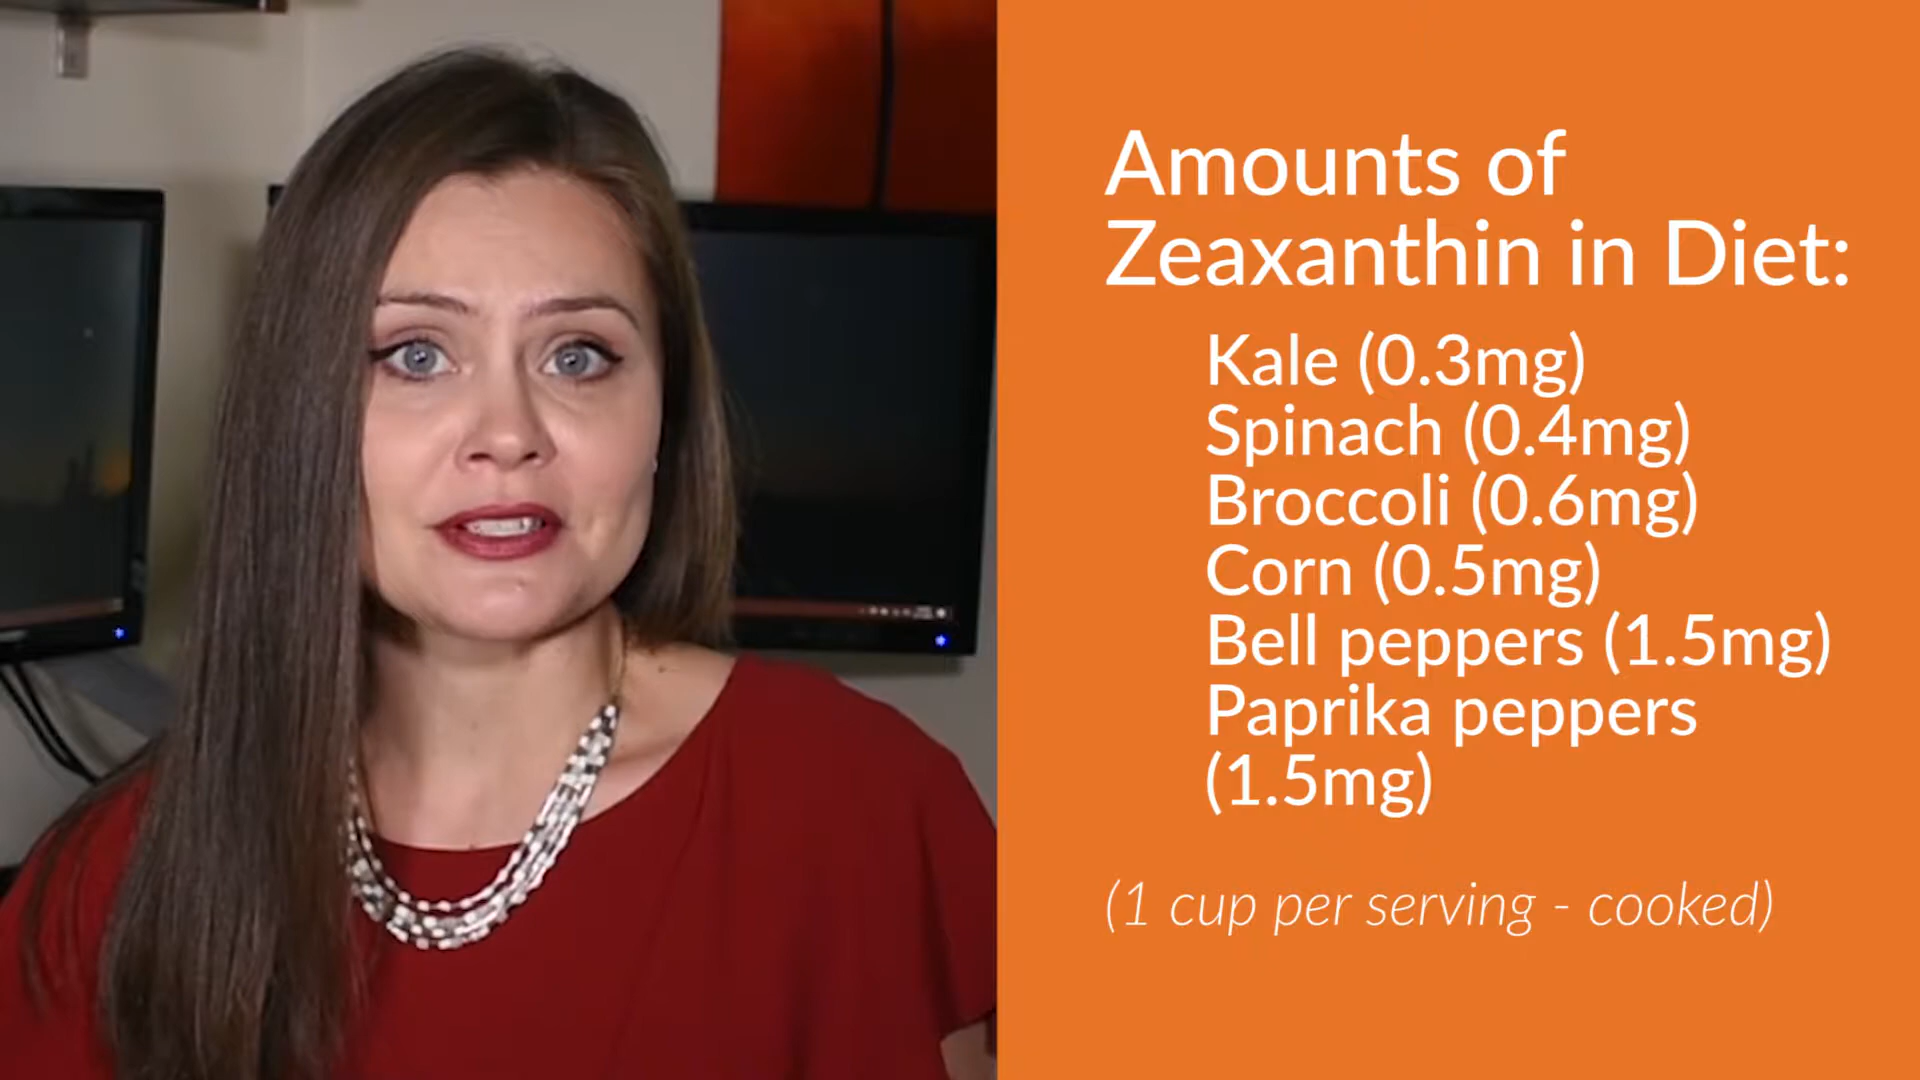 Amounts of
Zeaxanthin in Diet:
Kale (0.3mg)
Spinach (0.4mg)
Broccoli (0.6mg)
Corn (0.5mg)
Bell peppers (1.5mg)
Paprika peppers
(1.5mg)
(1 cup per serving - cooked)